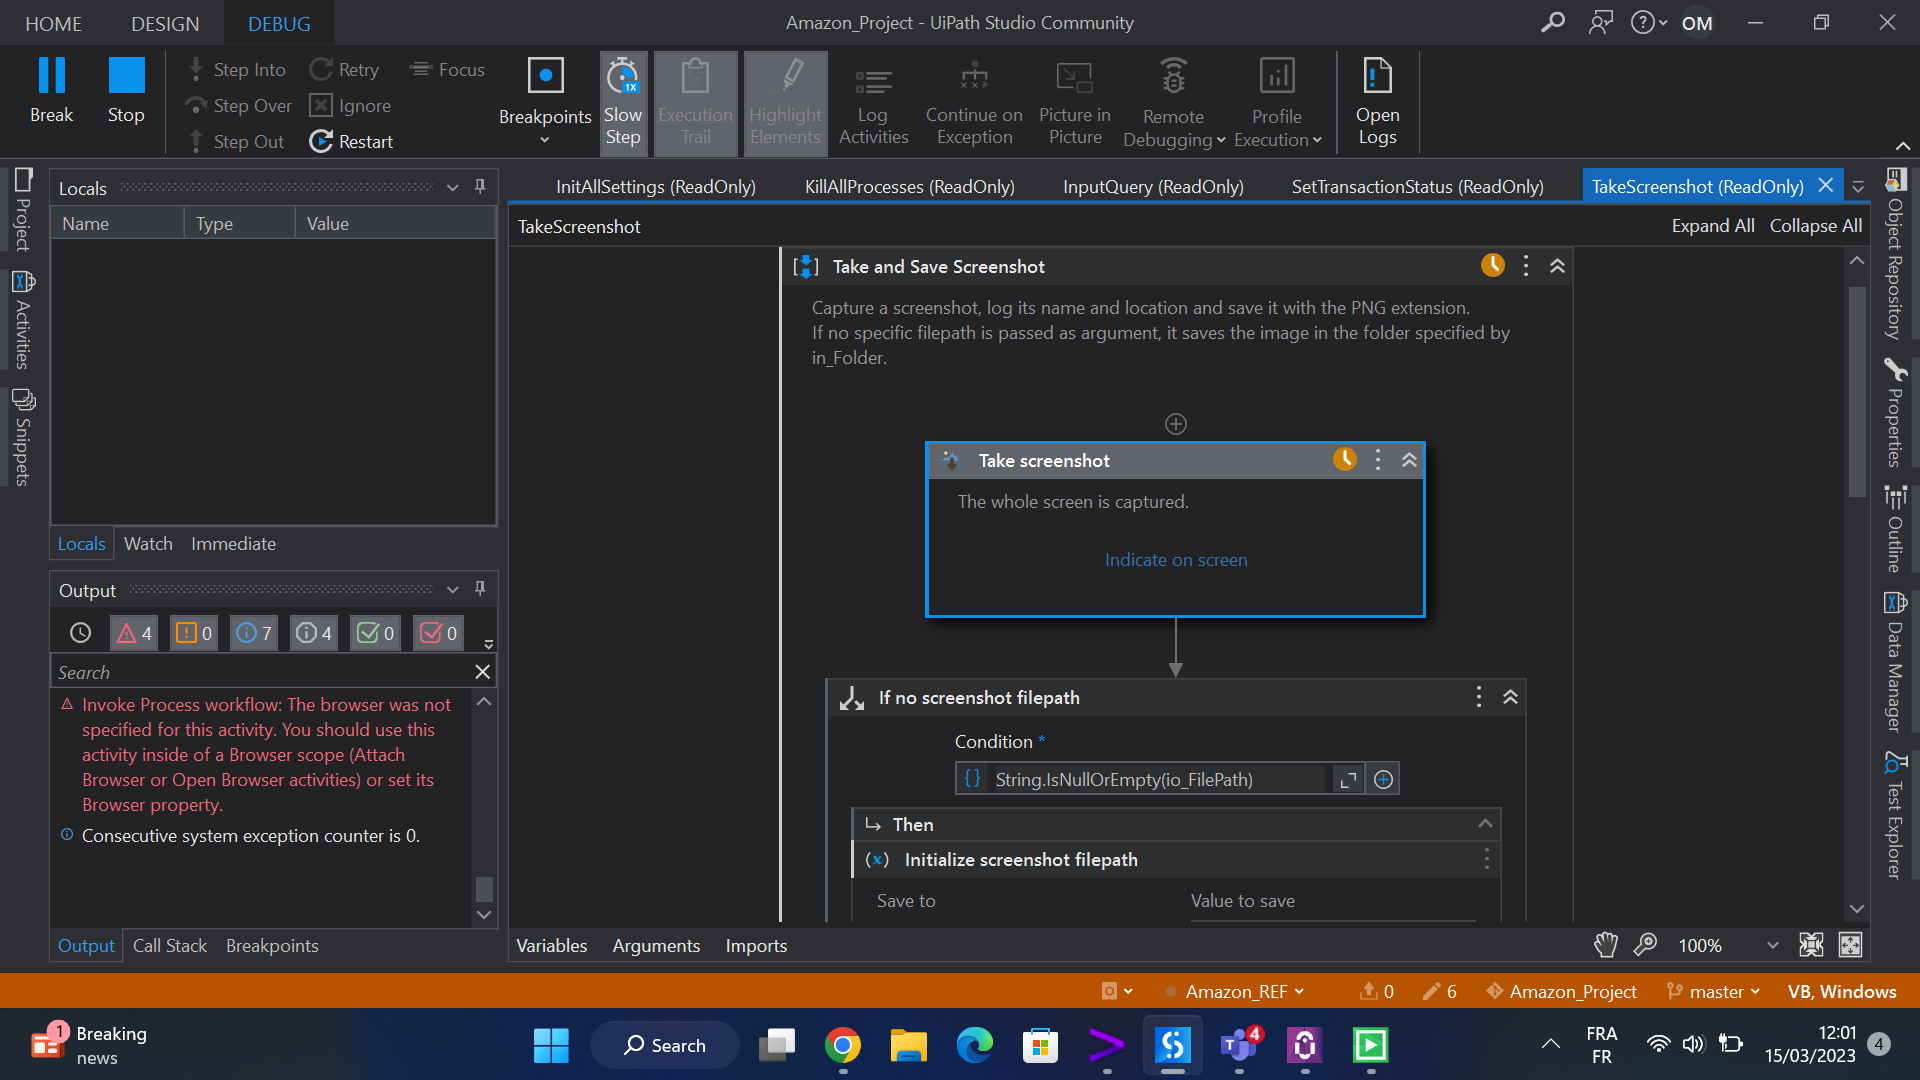 HOME DESIGN DEBUG
Amazon_Project - UiPath Studio Community
OM
Break
Stop
Step Into
Step Over
Step Out
Retry
Ignore
Restart
Focus
Breakpoints
1X
Slow
Step
Execution
Trail
Highlight
Elements
Log
Activities
Continue on
Exception
Picture in
Picture
Remote
Debugging
Profile
Execution
Open
Logs
Project
Activities
Snippets
Locals
Name Type Value
Locals Watch Immediate
Output
4 0 7 4 0 0
Search
Invoke Process workflow: The browser was not
specified for this activity. You should use this
activity inside of a Browser scope (Attach
Browser or Open Browser activities) or set its
Browser property.
Consecutive system exception counter is 0.
Output Call Stack Breakpoints
InitAllSettings (ReadOnly) KillAllProcesses (ReadOnly) InputQuery (ReadOnly) SetTransactionStatus (ReadOnly) TakeScreenshot (ReadOnly)
TakeScreenshot
Expand All Collapse All
Take and Save Screenshot
Capture a screenshot, log its name and location and save it with the PNG extension.
If no specific filepath is passed as argument, it saves the image in the folder specified by
in_Folder.
Take screenshot
The whole screen is captured.
Indicate on screen
If no screenshot filepath
Condition *
String.IsNullOrEmpty(io_FilePath)
Then
Initialize screenshot filepath
Save to Value to save
Variables Arguments Imports
100%
Object Repository
Properties
Outline
Data Manager
Test Explorer
Amazon_REF 0 6 Amazon_Project master VB, Windows
1
Breaking
news
Search
4
FRA
FR
12:01
15/03/2023
4